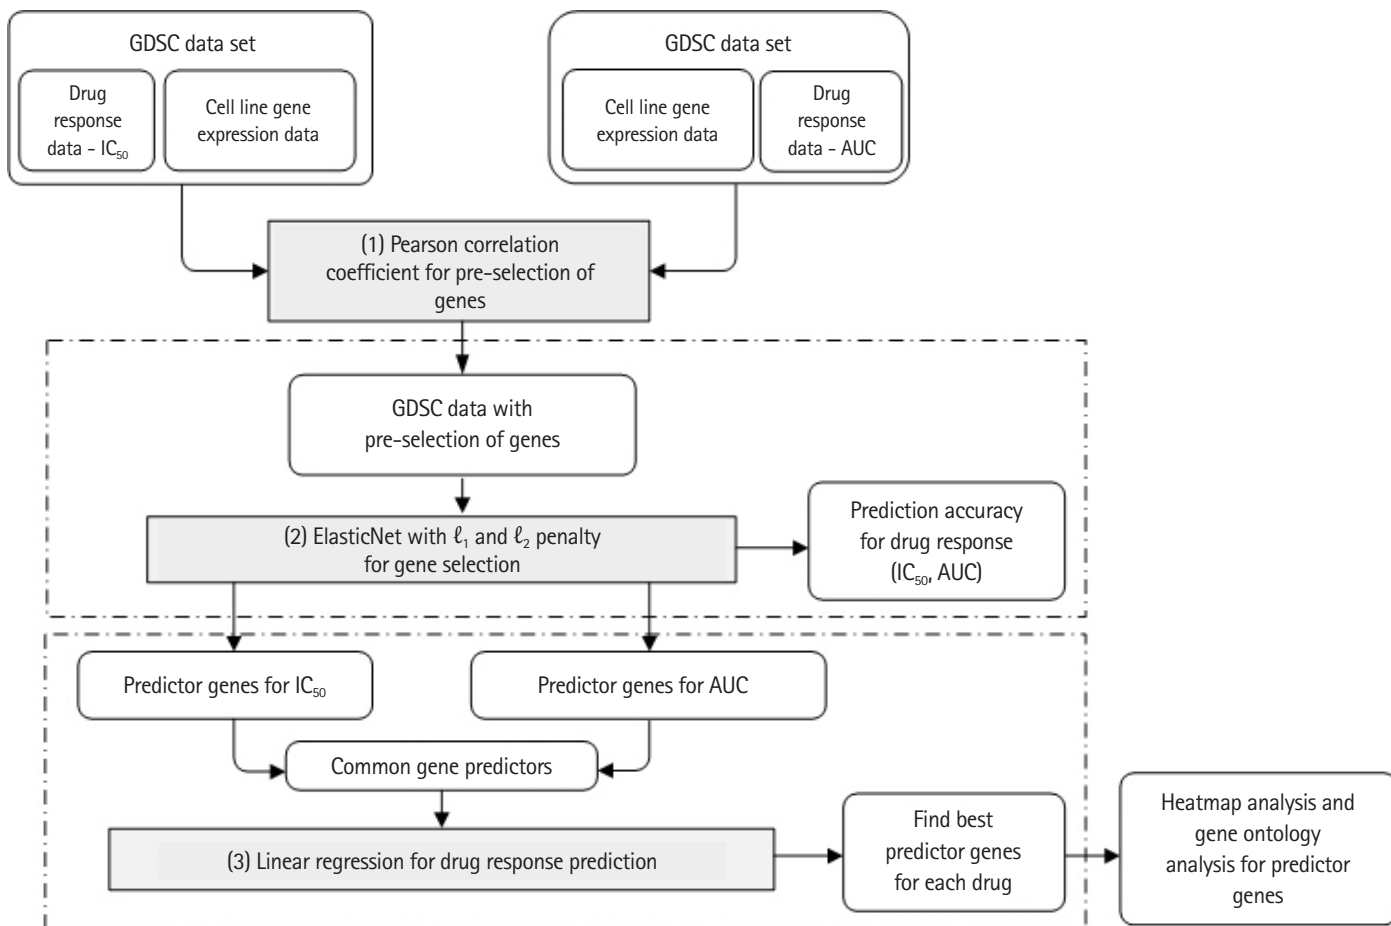 GDSC data set
Drug
response
data - IC₅₀
Cell line gene
expression data
GDSC data set
Cell line gene
expression data
Drug
response
data - AUC
(1) Pearson correlation
coefficient for pre-selection of
genes
GDSC data with
pre-selection of genes
(2) ElasticNet with ℓ₁ and ℓ₂ penalty
for gene selection
Prediction accuracy
for drug response
(IC₅₀, AUC)
Predictor genes for IC₅₀
Predictor genes for AUC
Common gene predictors
(3) Linear regression for drug response prediction
Find best
predictor genes
for each drug
Heatmap analysis and
gene ontology
analysis for predictor
genes